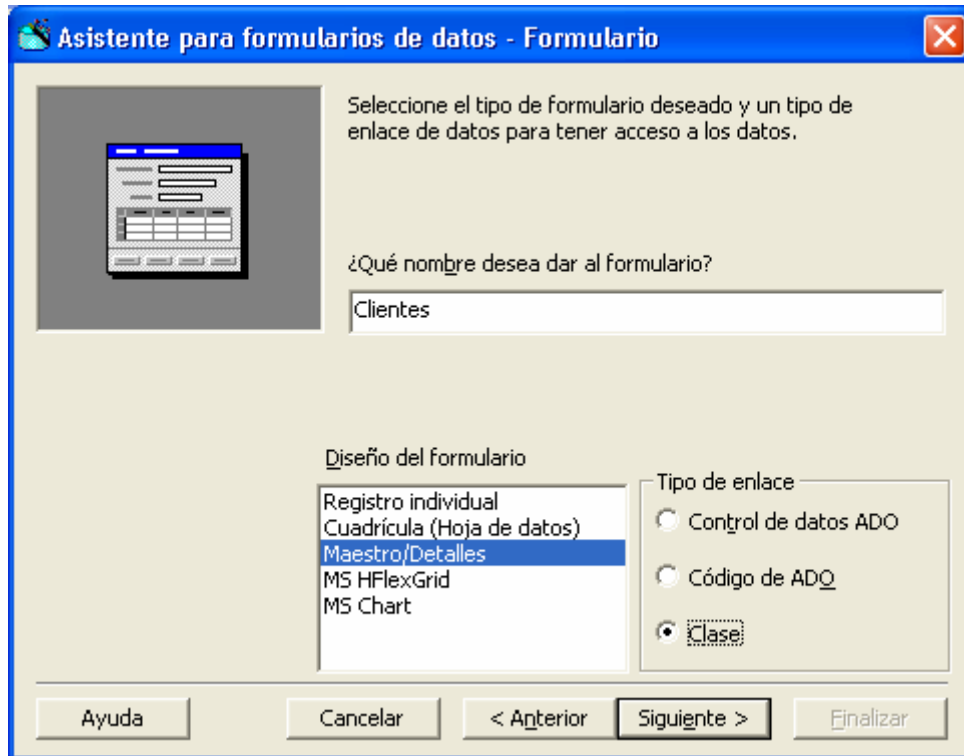 Asistente para formularios de datos - Formulario
Seleccione el tipo de formulario deseado y un tipo de
enlace de datos para tener acceso a los datos.
¿Qué nombre desea dar al formulario?
Clientes
Diseño del formulario
Registro individual
Cuadrícula (Hoja de datos)
Maestro/Detalles
MS HFlexGrid
MS Chart
Tipo de enlace
Control de datos ADO
Código de ADO
Clase
Ayuda
Cancelar
< Anterior
Siguiente >
Finalizar